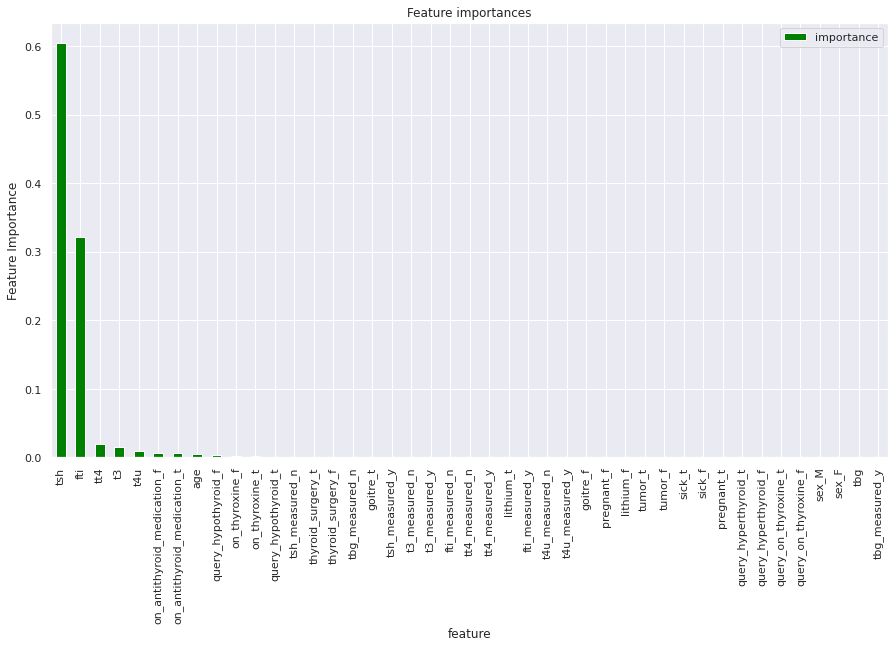 Feature importances
importance
Feature Importance
0.6
0.5
0.4
0.3
0.2
0.1
0.0
tsh
fti
tt4
t3
t4u
on_antithyroid_medication_f
on_antithyroid_medication_t
age
query_hypothyroid_f
on_thyroxine_f
on_thyroxine_t
query_hypothyroid_t
tsh_measured_n
thyroid_surgery_t
thyroid_surgery_f
tbg_measured_n
goitre_t
tsh_measured_y
t3_measured_n
t3_measured_y
fti_measured_n
tt4_measured_n
tt4_measured_y
lithium_t
fti_measured_y
t4u_measured_n
t4u_measured_y
goitre_f
pregnant_f
lithium_f
tumor_t
tumor_f
sick_t
sick_f
pregnant_t
query_hyperthyroid_t
query_hyperthyroid_f
query_on_thyroxine_t
query_on_thyroxine_f
sex_M
sex_F
tbg
tbg_measured_y
feature